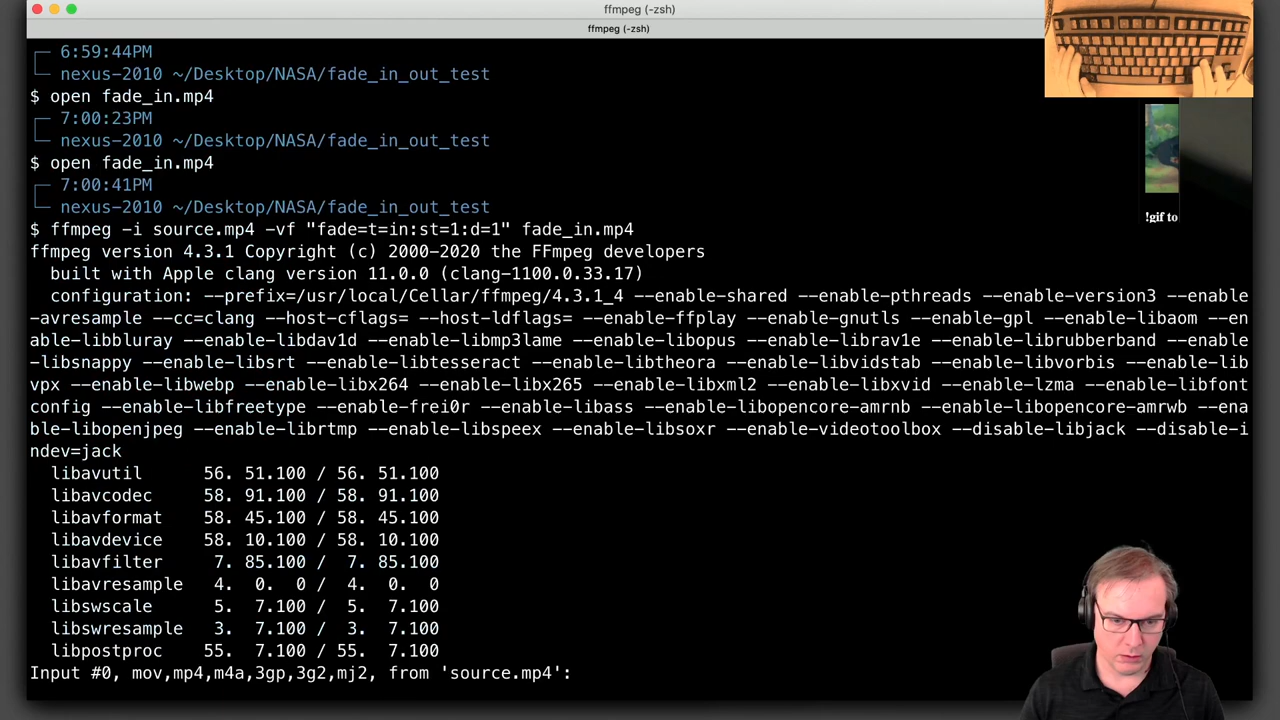 ffmpeg (-zsh)
ffmpeg (-zsh)
6:59:44PM
nexus-2010 ~/Desktop/NASA/fade_in_out_test
$ open fade_in.mp4
7:00:23PM
nexus-2010 ~/Desktop/NASA/fade_in_out_test
$ open fade_in.mp4
7:00:41PM
nexus-2010 ~/Desktop/NASA/fade_in_out_test
$ ffmpeg -i source.mp4 -vf "fade=t=in:st=1:d=1" fade_in.mp4
ffmpeg version 4.3.1 Copyright (c) 2000-2020 the FFmpeg developers
built with Apple clang version 11.0.0 (clang-1100.0.33.17)
configuration: --prefix=/usr/local/Cellar/ffmpeg/4.3.1_4 --enable-shared --enable-pthreads --enable-version3 --enable
-avresample --cc=clang --host-cflags= --host-ldflags= --enable-ffplay --enable-gnutls --enable-gpl --enable-libaom --en
able-libbluray --enable-libdav1d --enable-libmp3lame --enable-libopus --enable-librav1e --enable-librubberband --enable
-libsnappy --enable-libsrt --enable-libtesseract --enable-libtheora --enable-libvidstab --enable-libvorbis --enable-lib
vpx --enable-libwebp --enable-libx264 --enable-libx265 --enable-libxml2 --enable-libxvid --enable-lzma --enable-libfont
config --enable-libfreetype --enable-frei0r --enable-libass --enable-libopencore-amrnb --enable-libopencore-amrwb --ena
ble-libopenjpeg --enable-librtmp --enable-libspeex --enable-libsoxr --enable-videotoolbox --disable-libjack --disable-i
ndev=jack
libavutil 56. 51.100 / 56. 51.100
libavcodec 58. 91.100 / 58. 91.100
libavformat 58. 45.100 / 58. 45.100
libavdevice 58. 10.100 / 58. 10.100
libavfilter 7. 85.100 / 7. 85.100
libavresample 4. 0. 0 / 4. 0. 0
libswscale 5. 7.100 / 5. 7.100
libswresample 3. 7.100 / 3. 7.100
libpostproc 55. 7.100 / 55. 7.100
Input #0, mov,mp4,m4a,3gp,3g2,mj2, from 'source.mp4':
!gif to